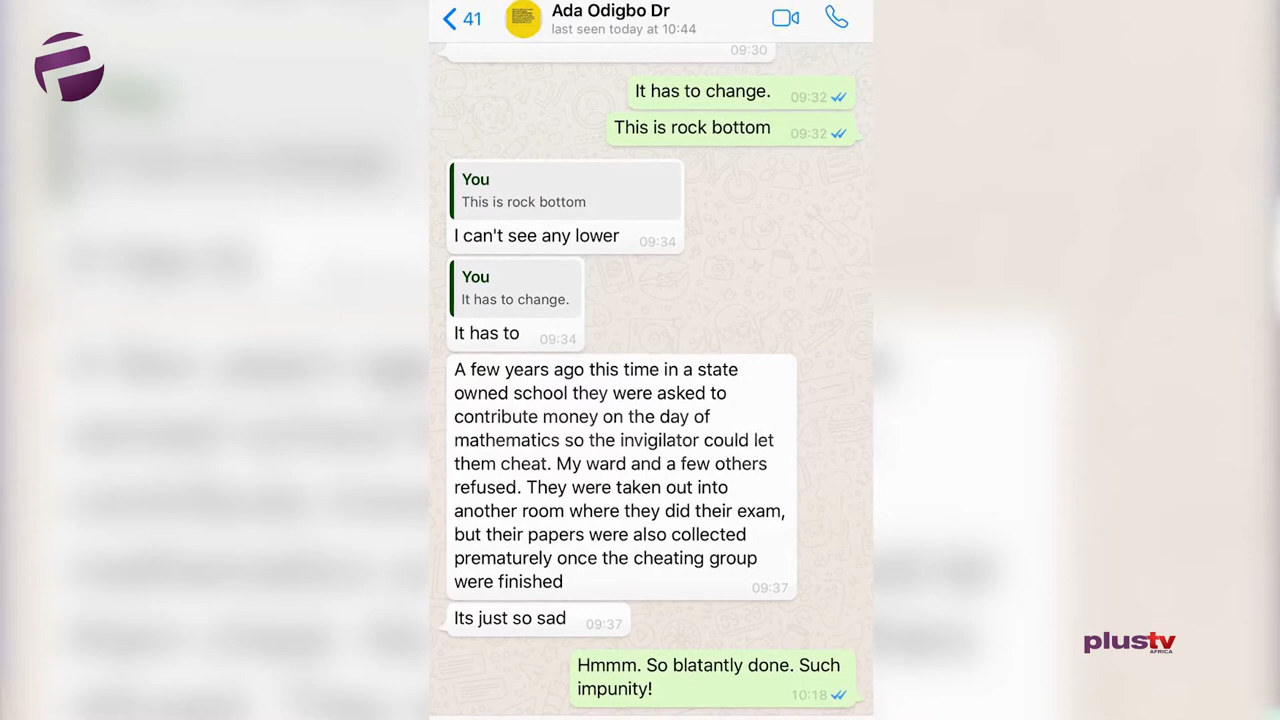 41
Ada Odigbo Dr
last seen today at 10:44
09:30
It has to change.
09:32
This is rock bottom
09:32
You
This is rock bottom
I can't see any lower
09:34
You
It has to change.
It has to
09:34
A few years ago this time in a state
owned school they were asked to
contribute money on the day of
mathematics so the invigilator could let
them cheat. My ward and a few others
refused. They were taken out into
another room where they did their exam,
but their papers were also collected
prematurely once the cheating group
were finished
09:37
Its just so sad
09:37
Hmmm. So blatantly done. Such
impunity!
10:18
plustv
AFRICA